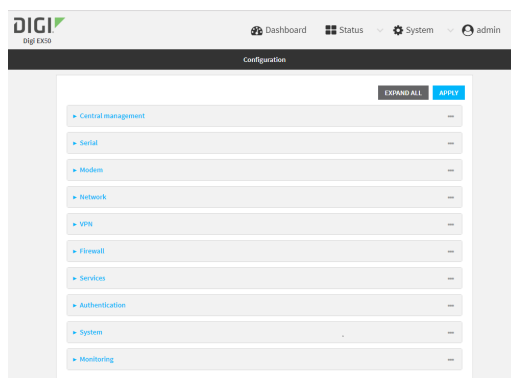 DIGI
Digi EX50
Dashboard Status System admin
Configuration
EXPAND ALL APPLY
Central management
Serial
Modem
Network
VPN
Firewall
Services
Authentication
System
Monitoring